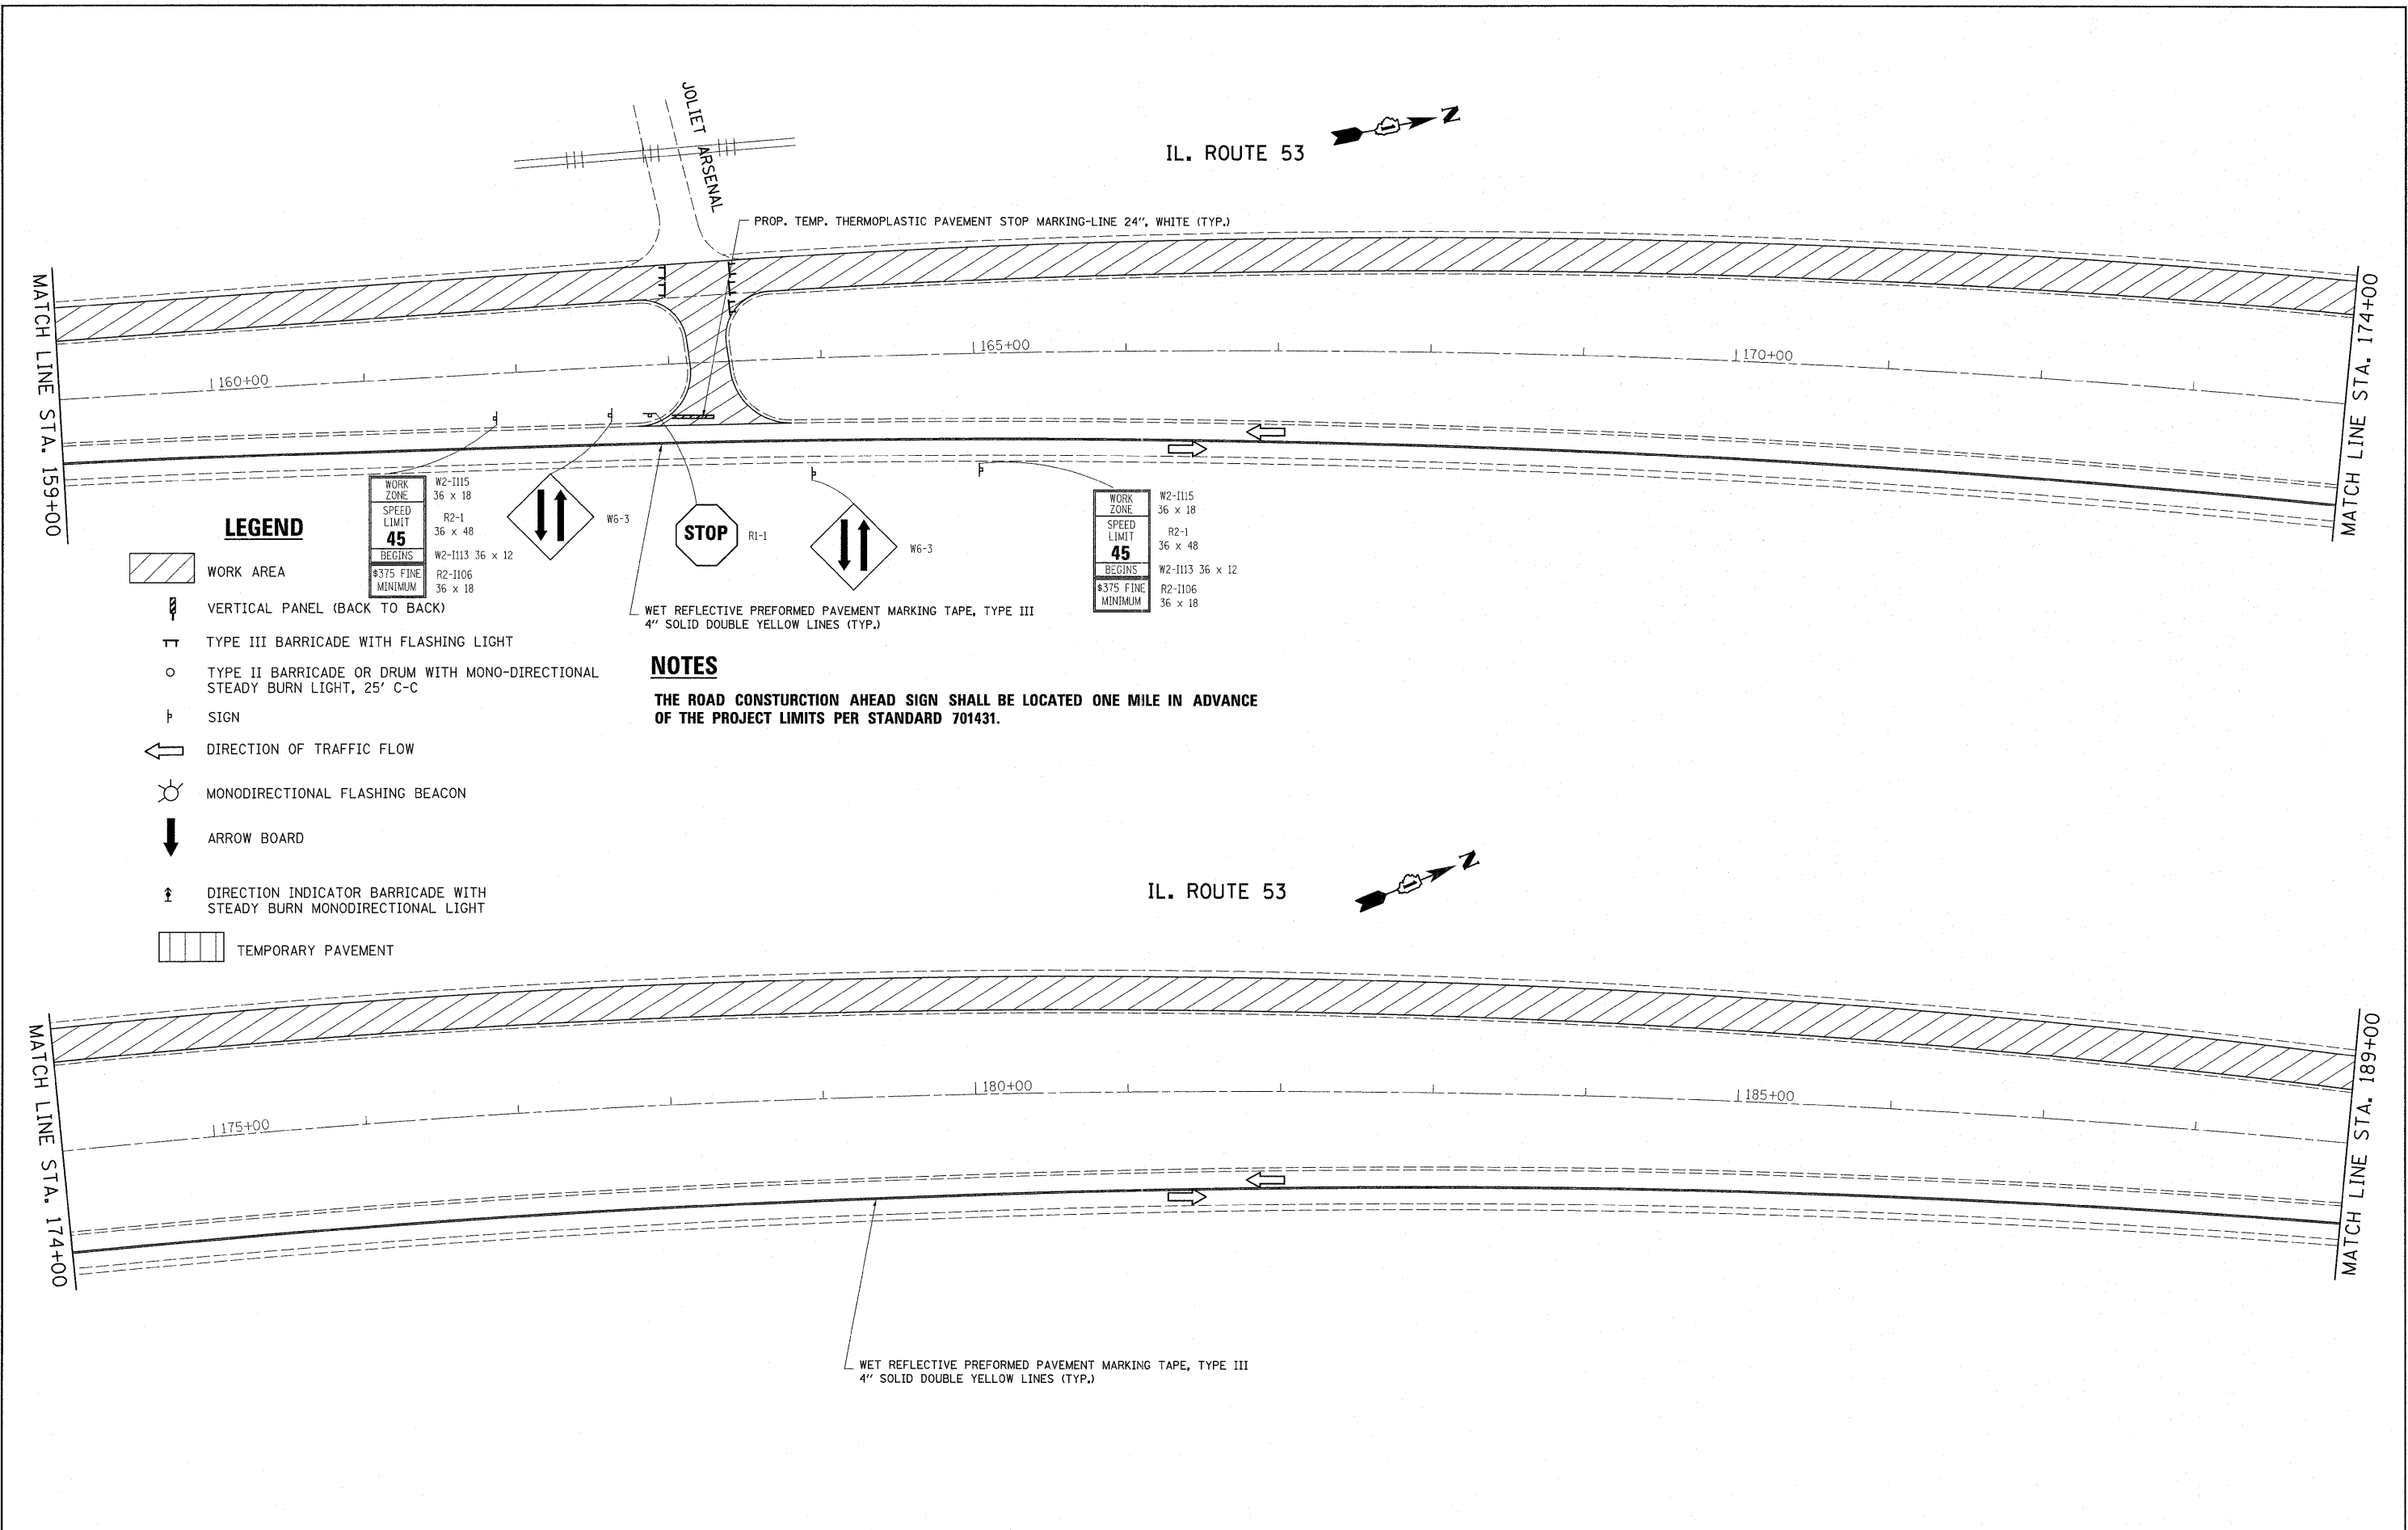 JOLIET ARSENAL
IL. ROUTE 53
N
PROP. TEMP. THERMOPLASTIC PAVEMENT STOP MARKING-LINE 24", WHITE (TYP.)
MATCH LINE STA. 159+00
160+00
165+00
170+00
MATCH LINE STA. 174+00
WORK
ZONE
SPEED
LIMIT
45
BEGINS
$375 FINE
MINIMUM
W2-I115
36 x 18
R2-1
36 x 48
W2-I113 36 x 12
R2-I106
36 x 18
W6-3
STOP
R1-1
W6-3
WORK
ZONE
SPEED
LIMIT
45
BEGINS
$375 FINE
MINIMUM
W2-I115
36 x 18
R2-1
36 x 48
W2-I113 36 x 12
R2-I106
36 x 18
WET REFLECTIVE PREFORMED PAVEMENT MARKING TAPE, TYPE III
4" SOLID DOUBLE YELLOW LINES (TYP.)
LEGEND
WORK AREA
VERTICAL PANEL (BACK TO BACK)
TYPE III BARRICADE WITH FLASHING LIGHT
TYPE II BARRICADE OR DRUM WITH MONO-DIRECTIONAL
STEADY BURN LIGHT, 25' C-C
SIGN
DIRECTION OF TRAFFIC FLOW
MONODIRECTIONAL FLASHING BEACON
ARROW BOARD
DIRECTION INDICATOR BARRICADE WITH
STEADY BURN MONODIRECTIONAL LIGHT
TEMPORARY PAVEMENT
NOTES
THE ROAD CONSTURCTION AHEAD SIGN SHALL BE LOCATED ONE MILE IN ADVANCE
OF THE PROJECT LIMITS PER STANDARD 701431.
IL. ROUTE 53
N
MATCH LINE STA. 174+00
175+00
180+00
185+00
MATCH LINE STA. 189+00
WET REFLECTIVE PREFORMED PAVEMENT MARKING TAPE, TYPE III
4" SOLID DOUBLE YELLOW LINES (TYP.)